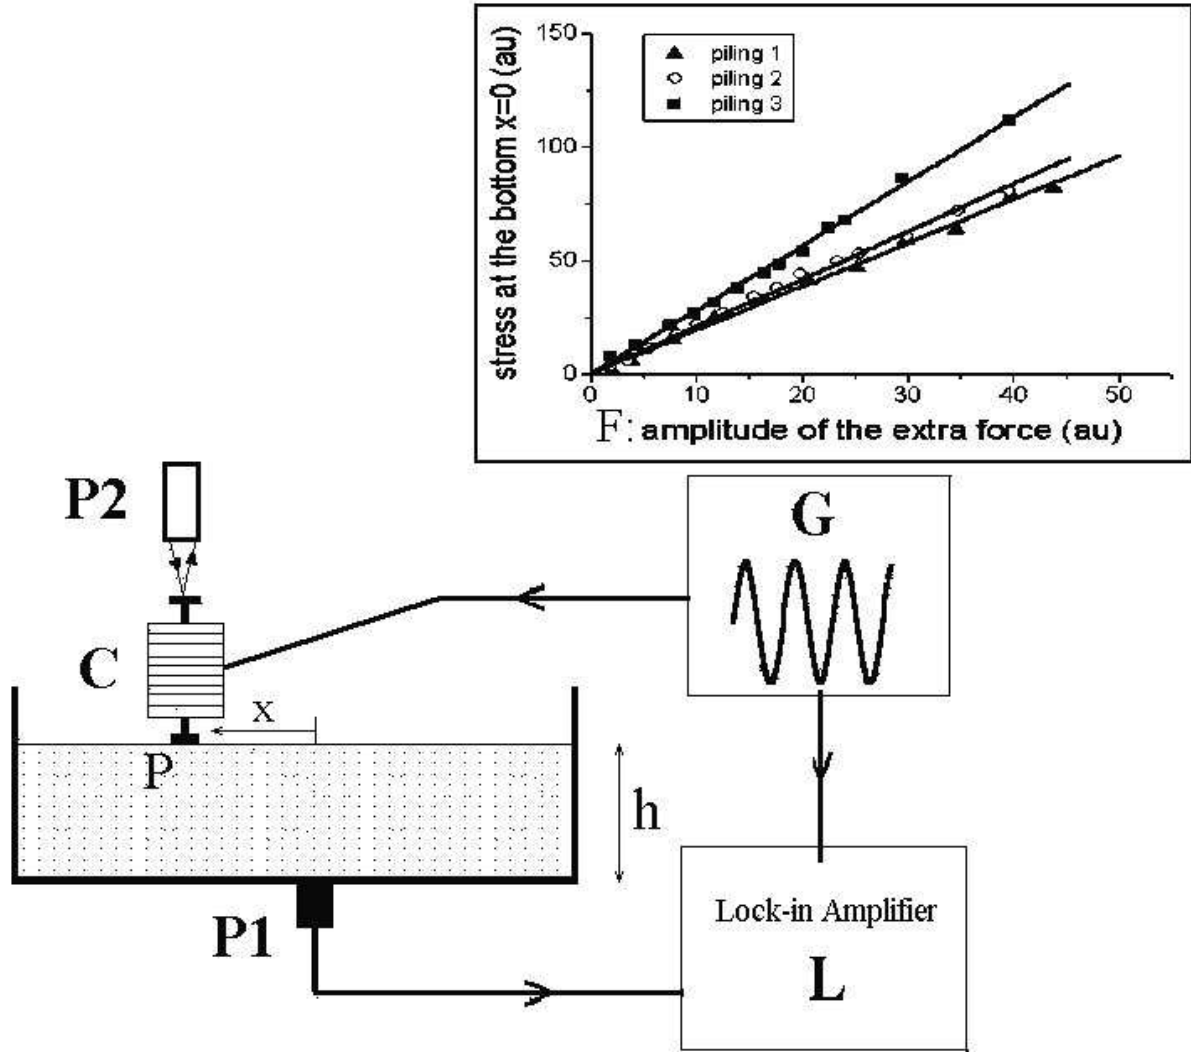 150
100
50
0
stress at the bottom x=0 (au)
piling 1
piling 2
piling 3
0 10 20 30 40 50
F: amplitude of the extra force (au)
P2
G
C
x
P
h
P1
Lock-in Amplifier
L